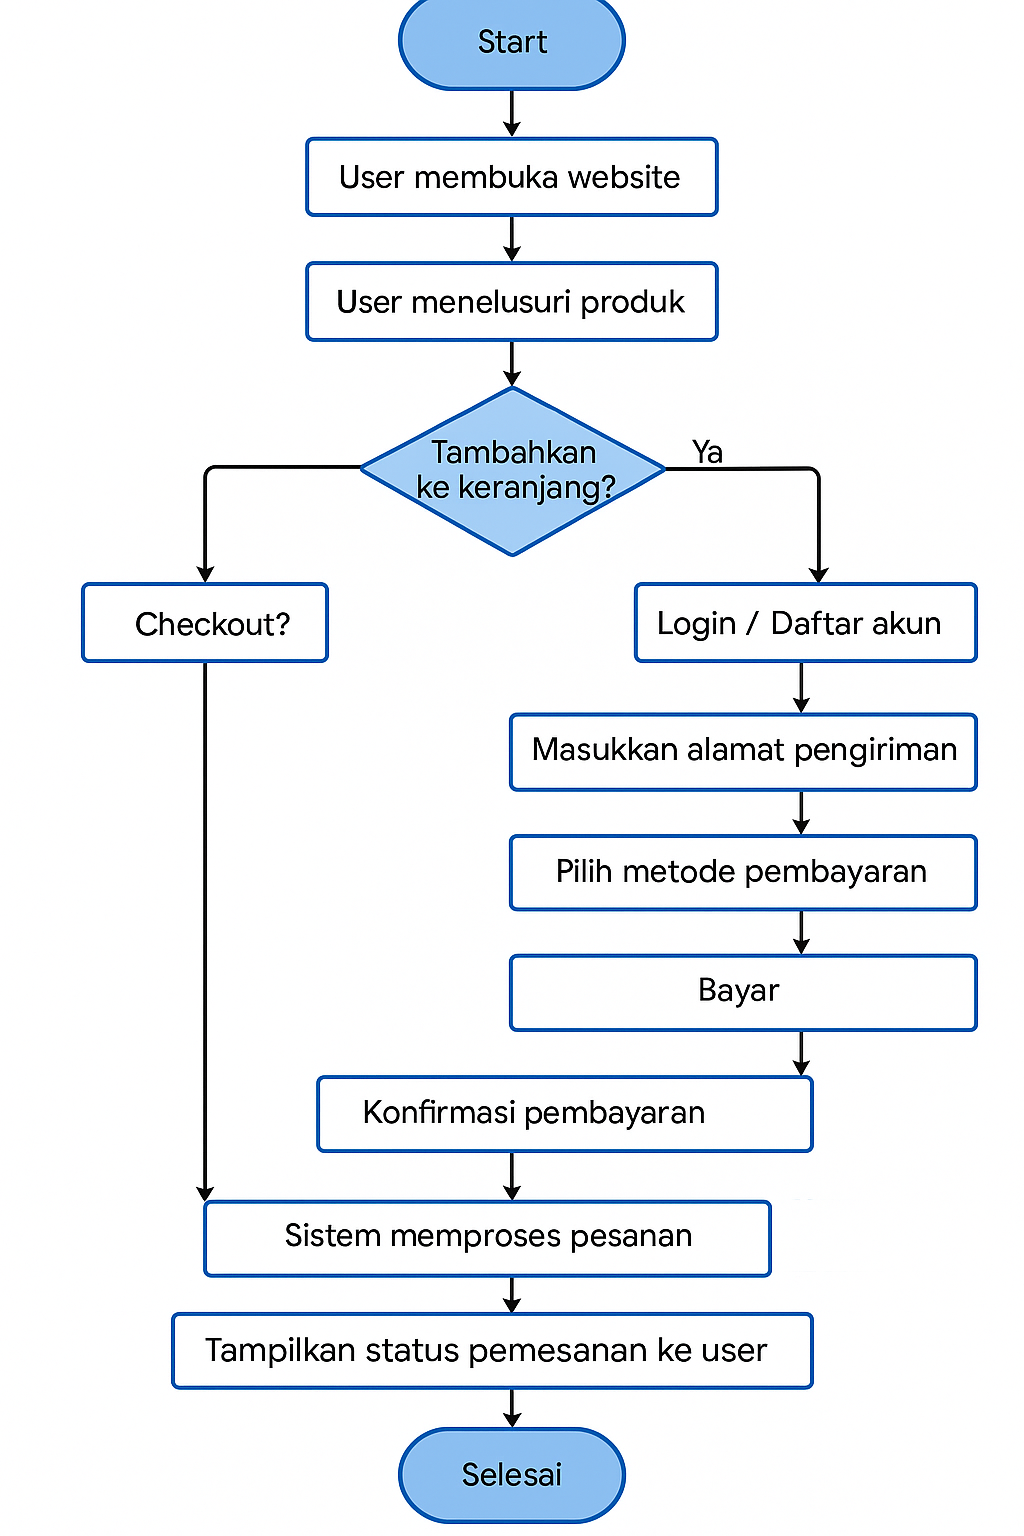 Start
User membuka website
User menelusuri produk
Tambahkan
ke keranjang?
Ya
Checkout?
Login / Daftar akun
Masukkan alamat pengiriman
Pilih metode pembayaran
Bayar
Konfirmasi pembayaran
Sistem memproses pesanan
Tampilkan status pemesanan ke user
Selesai